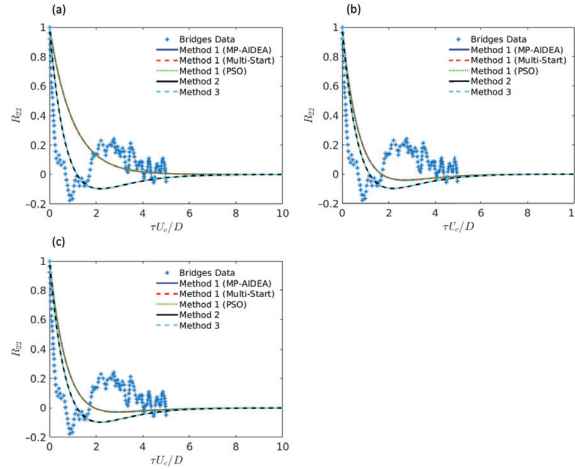 (a)
1
0.8
0.6
0.4
0.2
0
-0.2
R22
Bridges Data
Method 1 (MP-AIDEA)
Method 1 (Multi-Start)
Method 1 (PSO)
Method 2
Method 3
0 2 4 6 8 10
τUc/D
(b)
1
0.8
0.6
0.4
0.2
0
-0.2
R22
Bridges Data
Method 1 (MP-AIDEA)
Method 1 (Multi-Start)
Method 1 (PSO)
Method 2
Method 3
0 2 4 6 8 1
τUc/D
(c)
1
0.8
0.6
0.4
0.2
0
-0.2
R22
Bridges Data
Method 1 (MP-AIDEA)
Method 1 (Multi-Start)
Method 1 (PSO)
Method 2
Method 3
0 2 4 6 8 10
τUc/D